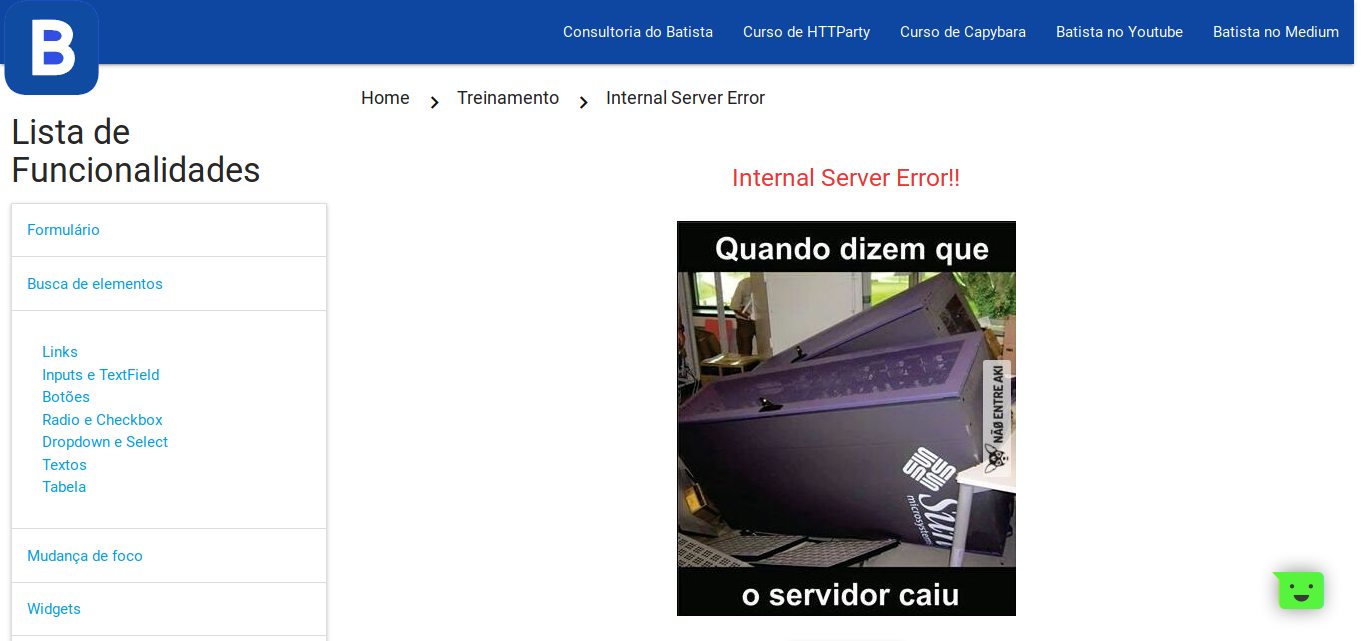 B
Consultoria do Batista
Curso de HTTParty
Curso de Capybara
Batista no Youtube
Batista no Medium
Home
Treinamento
Internal Server Error
Lista de
Funcionalidades
Formulário
Busca de elementos
Links
Inputs e TextField
Botões
Radio e Checkbox
Dropdown e Select
Textos
Tabela
Mudança de foco
Widgets
Internal Server Error!!
Quando dizem que
NÃO ENTRE AKI
Sun
microsystems
o servidor caiu